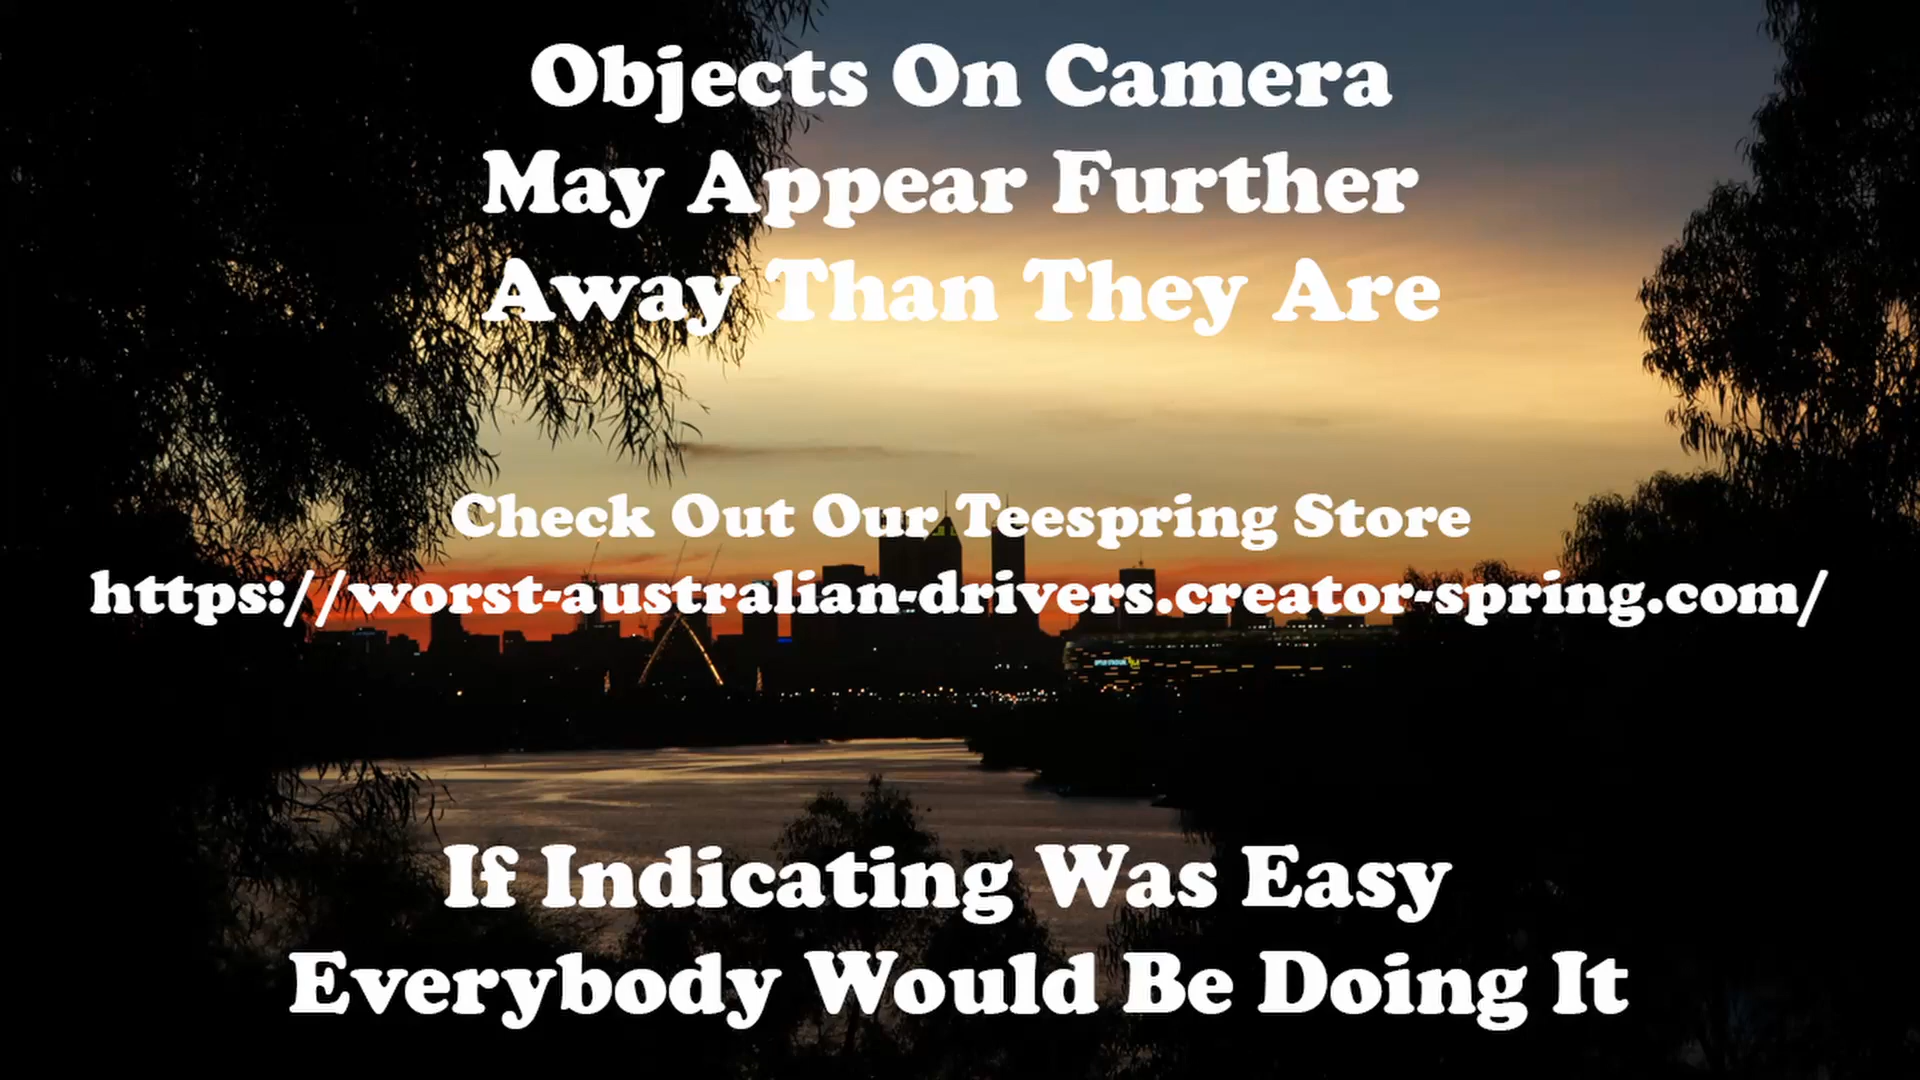 Objects On Camera
May Appear Further
Away Than They Are
Check Out Our Teespring Store
https://worst-australian-drivers.creator-spring.com/
If Indicating Was Easy
Everybody Would Be Doing It